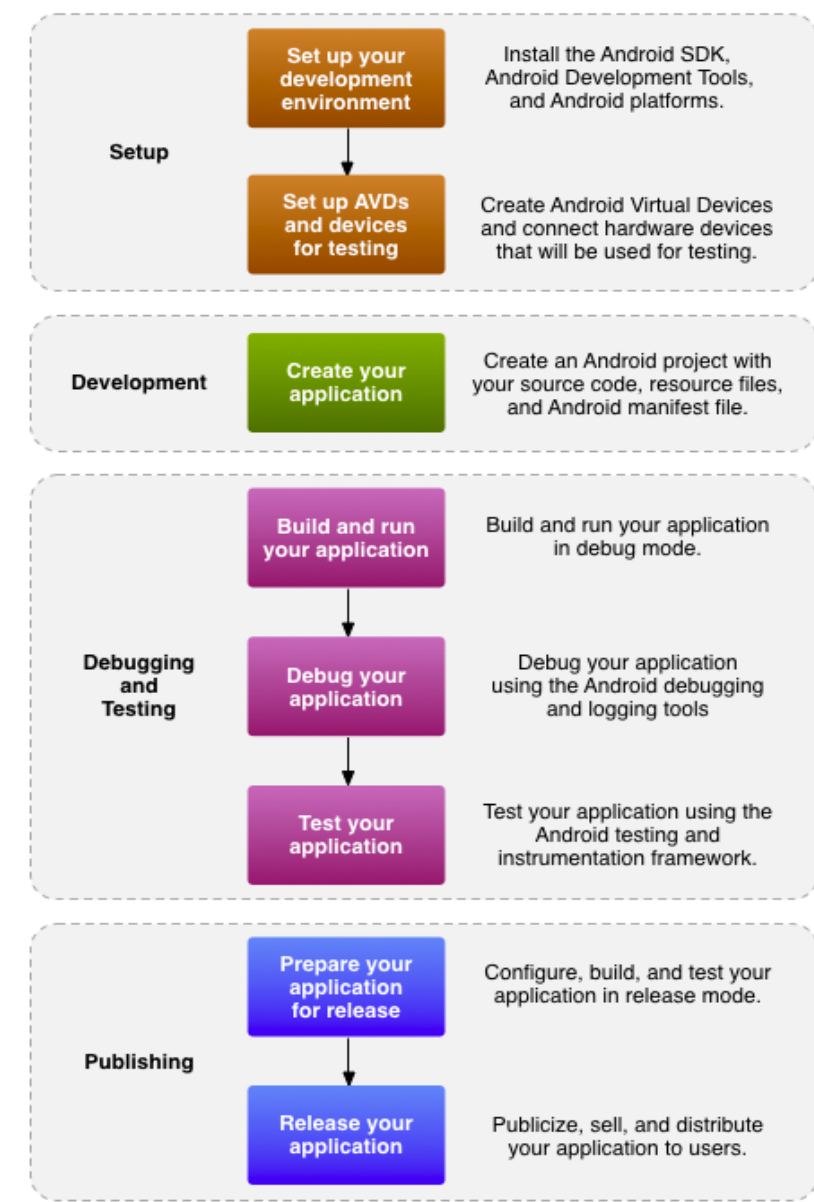 Set up your
development
environment
Install the Android SDK,
Android Development Tools,
and Android platforms.
Setup
Set up AVDs
and devices
for testing
Create Android Virtual Devices
and connect hardware devices
that will be used for testing.
Development
Create your
application
Create an Android project with
your source code, resource files,
and Android manifest file.
Build and run
your application
Build and run your application
in debug mode.
Debugging
and
Testing
Debug your
application
Debug your application
using the Android debugging
and logging tools
Test your
application
Test your application using the
Android testing and
instrumentation framework.
Prepare your
application
for release
Configure, build, and test your
application in release mode.
Publishing
Release your
application
Publicize, sell, and distribute
your application to users.